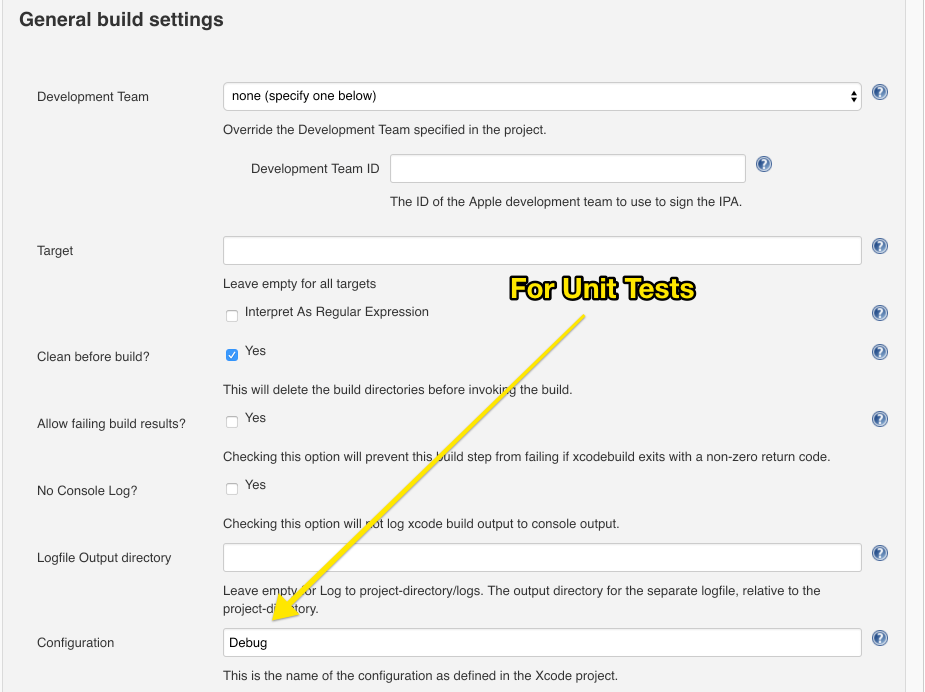 General build settings
Development Team
none (specify one below)
Override the Development Team specified in the project.
Development Team ID
The ID of the Apple development team to use to sign the IPA.
Target
Leave empty for all targets
For Unit Tests
Interpret As Regular Expression
Clean before build?
Yes
This will delete the build directories before invoking the build.
Allow failing build results?
Yes
Checking this option will prevent this build step from failing if xcodebuild exits with a non-zero return code.
No Console Log?
Yes
Checking this option will not log xcode build output to console output.
Logfile Output directory
Leave empty for Log to project-directory/logs. The output directory for the separate logfile, relative to the
project-directory.
Configuration
Debug
This is the name of the configuration as defined in the Xcode project.